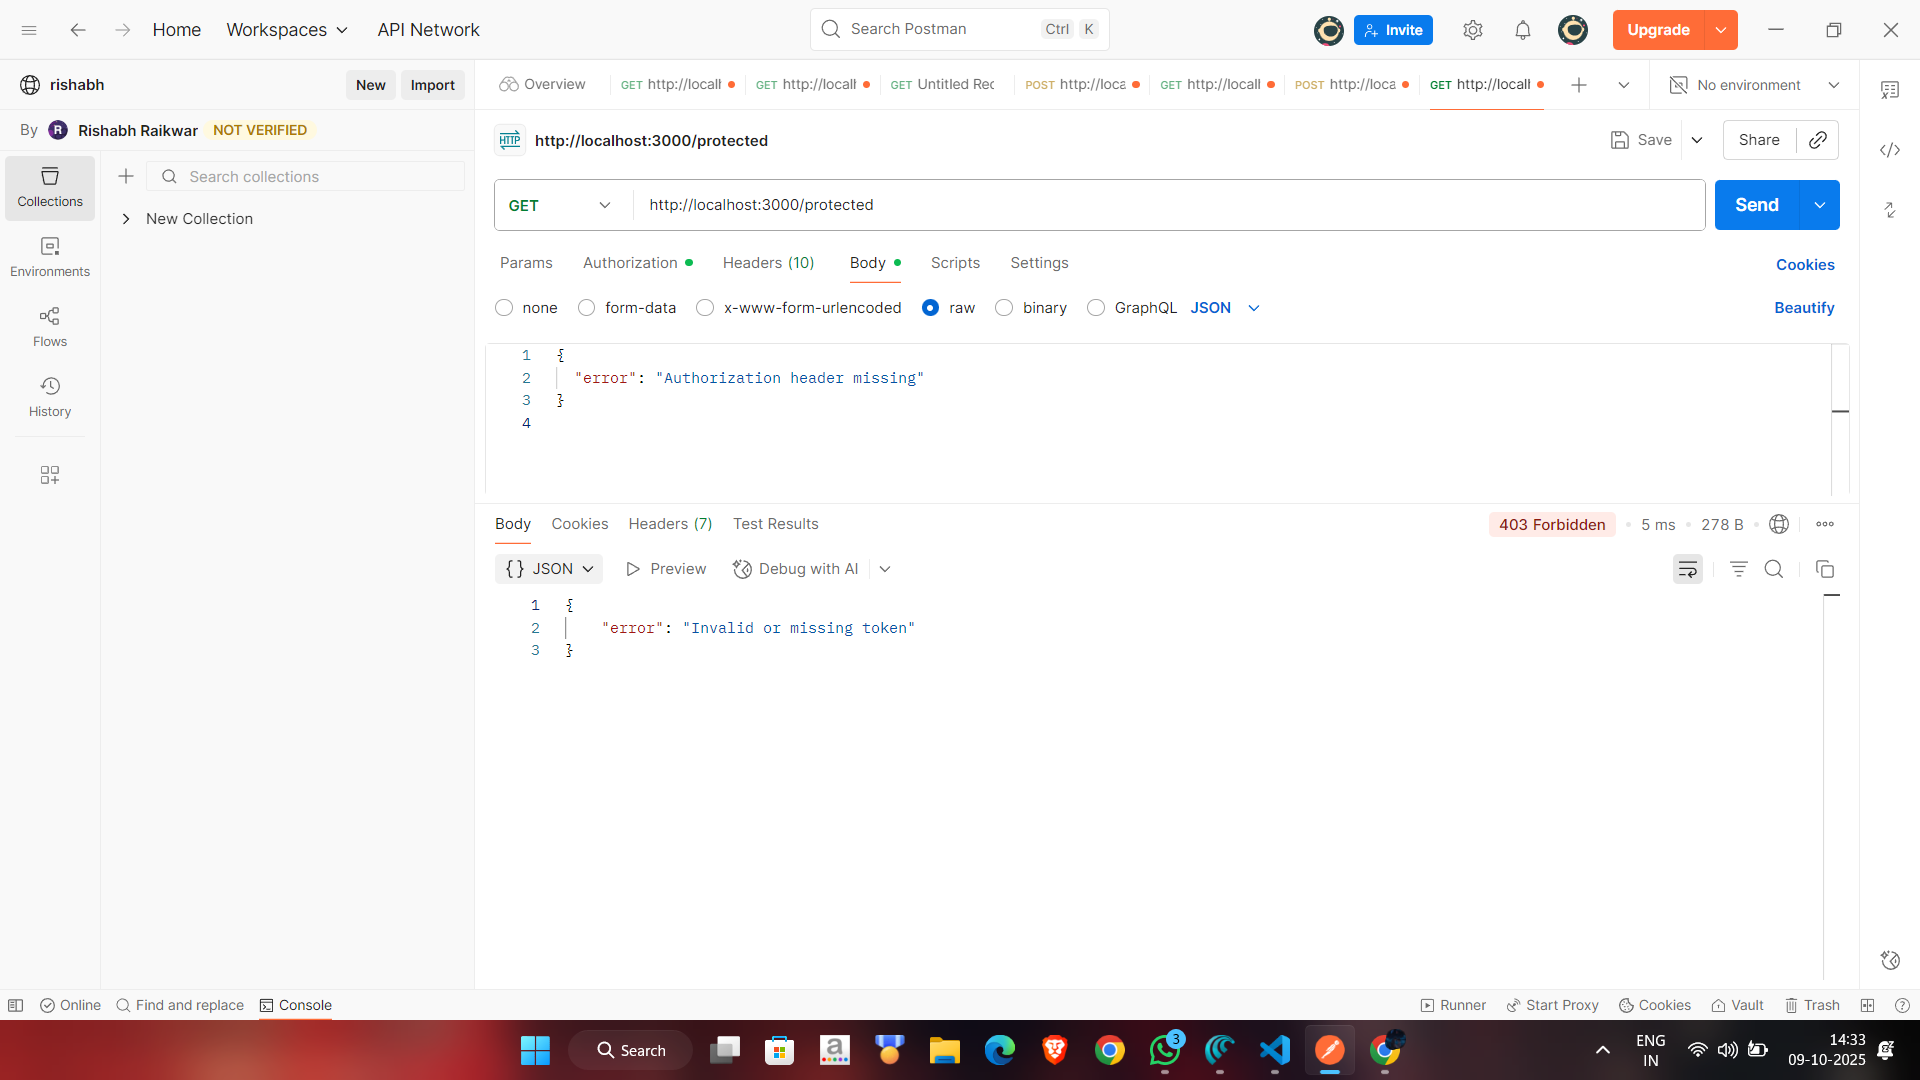 Home
Workspaces
API Network
Search Postman
Ctrl
K
Invite
Upgrade
rishabh
New
Import
Overview
GET http://locall
GET http://locall
GET Untitled Rec
POST http://loca
GET http://locall
POST http://loca
GET http://locall
No environment
By R Rishabh Raikwar NOT VERIFIED
Collections
Environments
Flows
History
Search collections
New Collection
HTTP http://localhost:3000/protected
Save
Share
GET
http://localhost:3000/protected
Send
Params
Authorization
Headers (10)
Body
Scripts
Settings
Cookies
none
form-data
x-www-form-urlencoded
raw
binary
GraphQL
JSON
Beautify
1 {
2 "error": "Authorization header missing"
3 }
4
Body
Cookies
Headers (7)
Test Results
403 Forbidden
5 ms
278 B
{} JSON
Preview
Debug with AI
1 {
2 "error": "Invalid or missing token"
3 }
Online
Find and replace
Console
Runner
Start Proxy
Cookies
Vault
Trash
Search
a
3
ENG
IN
14:33
09-10-2025